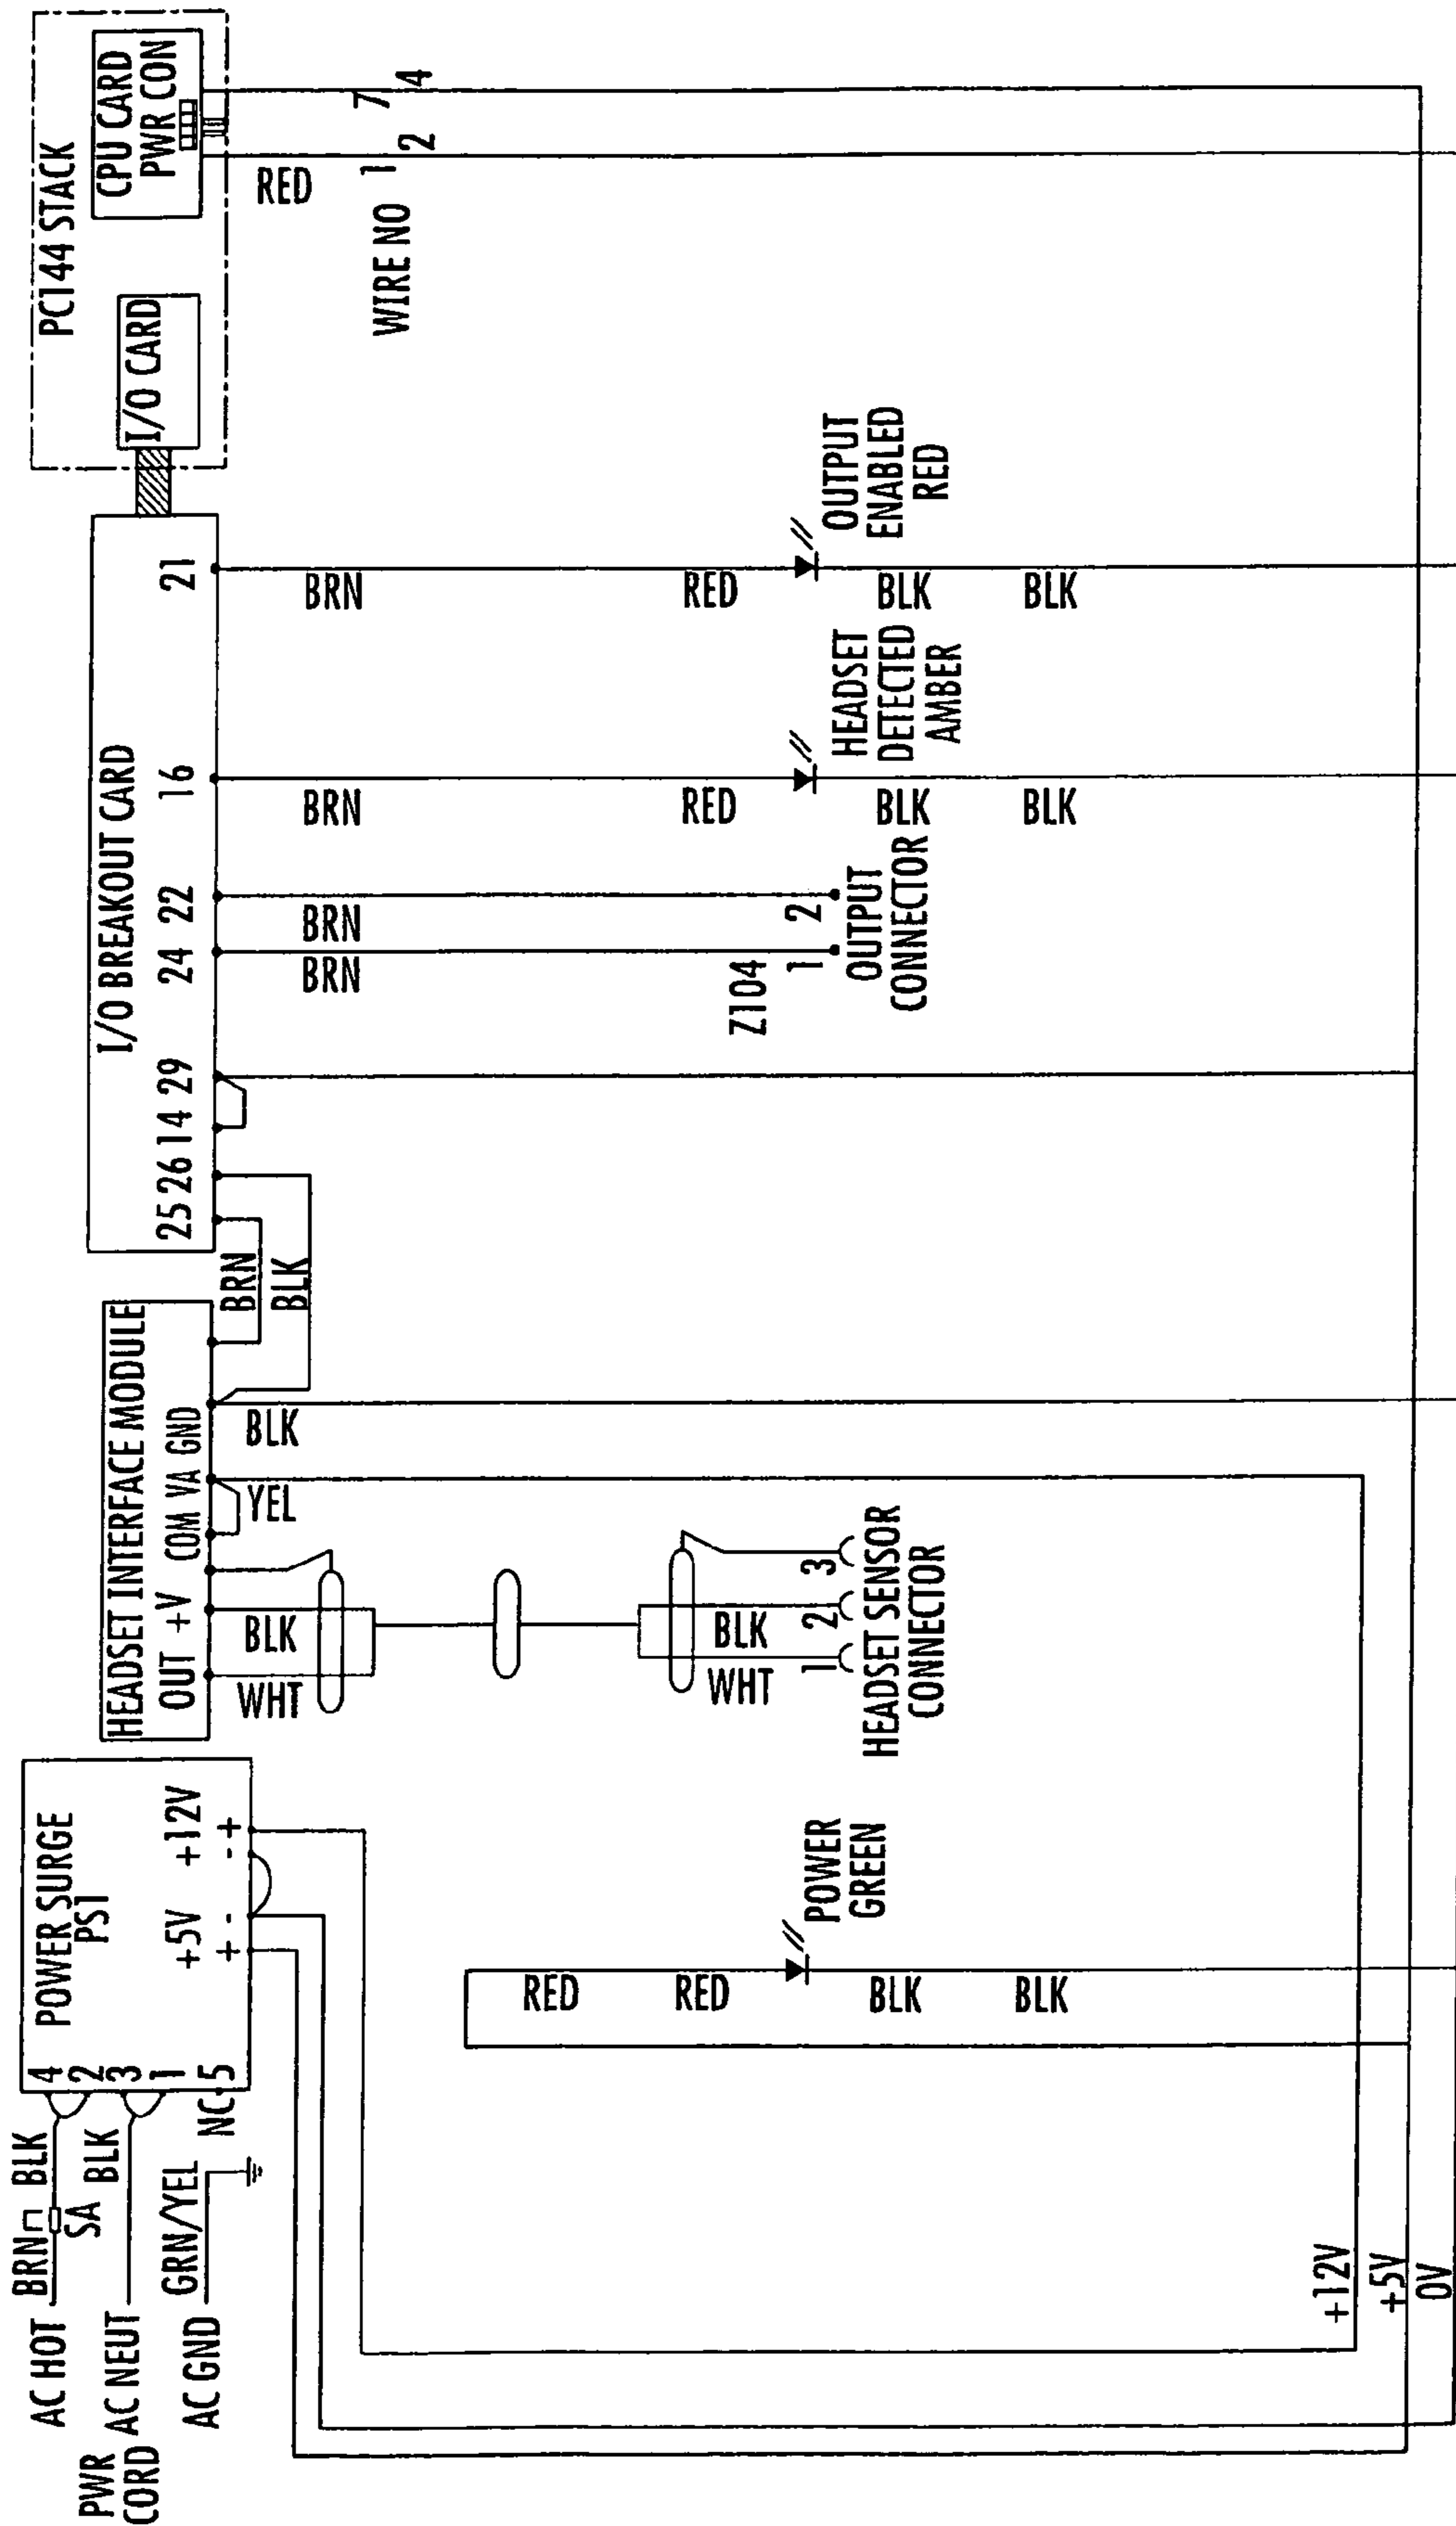 PWR
CORD
AC HOT
AC NEUT
AC GND
BRN
BLK
SA
BLK
GRN/YEL
4
2
3
1
NC 5
POWER SURGE
PS1
+5V +12V
+ - - +
HEADSET INTERFACE MODULE
OUT +V COM VA GND
WHT
BLK
YEL
BLK
BRN
BLK
I/O BREAKOUT CARD
25 26 14 29 24 22 16 21
BRN
BRN
BRN
BRN
PC144 STACK
I/O CARD
CPU CARD
PWR CON
RED
WIRE NO 1 7
2 4
RED
RED
POWER
GREEN
BLK
BLK
WHT
BLK
1 2 3
HEADSET SENSOR
CONNECTOR
Z104
1 2
OUTPUT
CONNECTOR
RED
HEADSET
DETECTED
AMBER
BLK
BLK
RED
OUTPUT
ENABLED
RED
BLK
BLK
+12V
+5V
0V